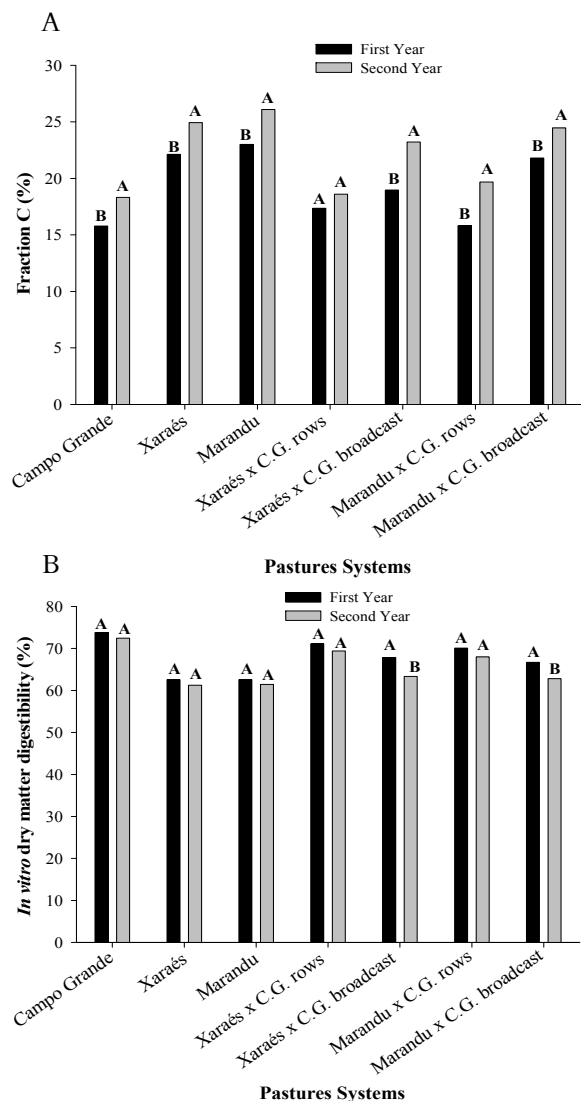 A
First Year
Second Year
30
25
20
15
10
5
0
Fraction C (%)
B A
B A
B A
A A
B A
B A
B A
Campo Grande
Xaraés
Marandu
Xaraés x C.G. rows
Xaraés x C.G. broadcast
Marandu x C.G. rows
Marandu x C.G. broadcast
Pastures Systems
B
First Year
Second Year
80
70
60
50
40
30
20
10
0
In vitro dry matter digestibility (%)
A A
A A
A A
A A
A B
A A
A B
Campo Grande
Xaraés
Marandu
Xaraés x C.G. rows
Xaraés x C.G. broadcast
Marandu x C.G. rows
Marandu x C.G. broadcast
Pastures Systems